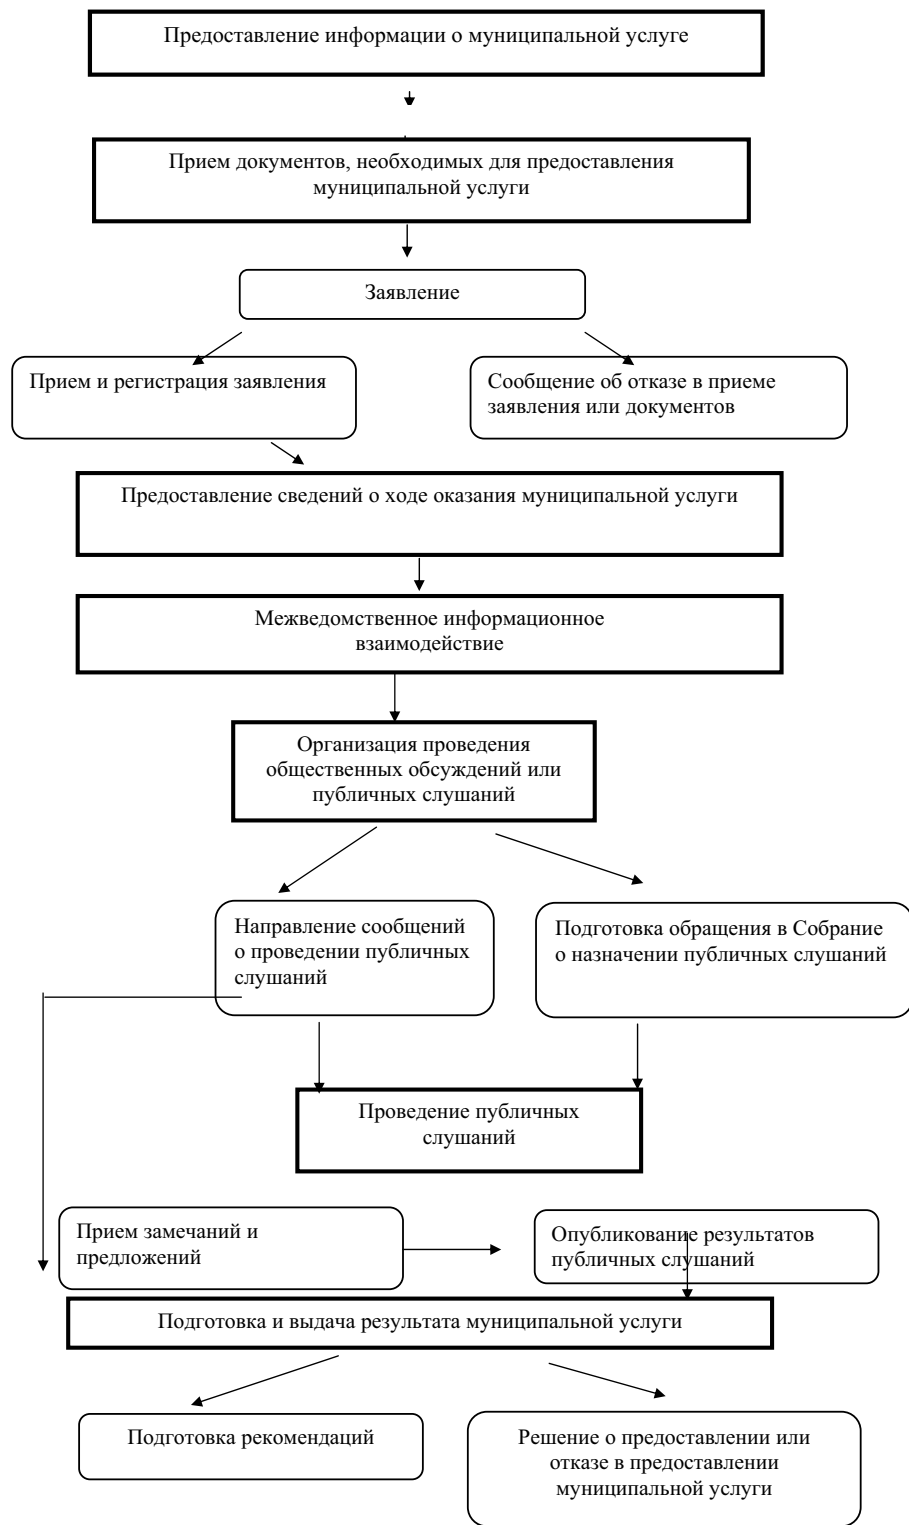 Предоставление информации о муниципальной услуге
Прием документов, необходимых для предоставления
муниципальной услуги
Заявление
Прием и регистрация заявления
Сообщение об отказе в приеме
заявления или документов
Предоставление сведений о ходе оказания муниципальной услуги
Межведомственное информационное
взаимодействие
Организация проведения
общественных обсуждений или
публичных слушаний
Направление сообщений
о проведении публичных
слушаний
Подготовка обращения в Собрание
о назначении публичных слушаний
Проведение публичных
слушаний
Прием замечаний и
предложений
Опубликование результатов
публичных слушаний
Подготовка и выдача результата муниципальной услуги
Подготовка рекомендаций
Решение о предоставлении или
отказе в предоставлении
муниципальной услуги